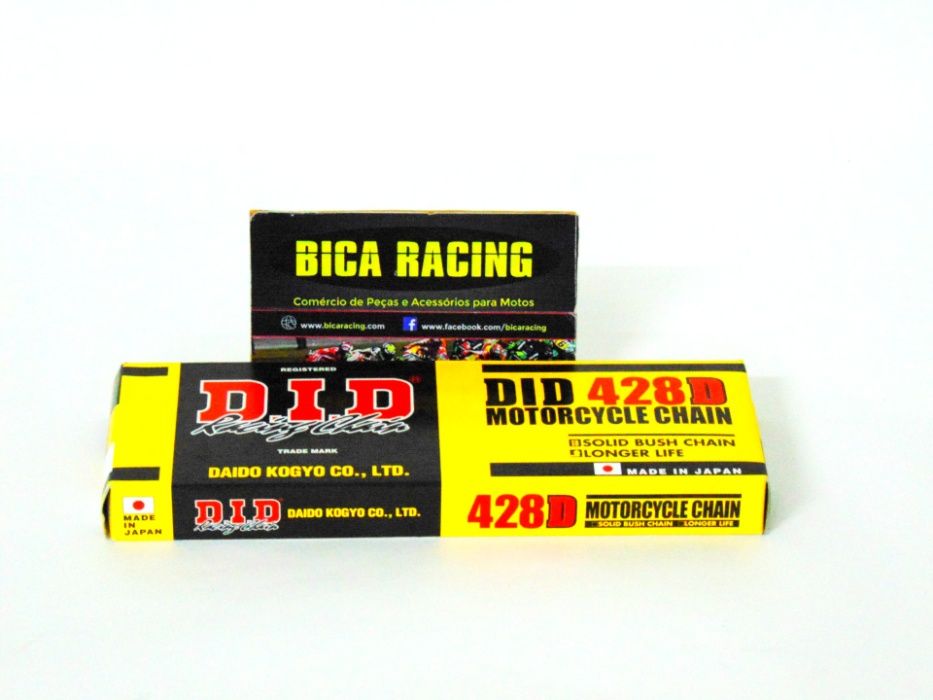 BICA RACING
Comércio de Peças e Acessórios para Motos
www.bicaracing.com
www.facebook.com/bicaracing
REGISTERED
D.I.D®
Racing Chain
TRADE MARK
DAIDO KOGYO CO., LTD.
DID 428D
MOTORCYCLE CHAIN
SOLID BUSH CHAIN
LONGER LIFE
MADE IN JAPAN
MADE
IN
JAPAN
D.I.D
Racing Chain
DAIDO KOGYO CO., LTD.
428D MOTORCYCLE CHAIN
SOLID BUSH CHAIN LONGER LIFE